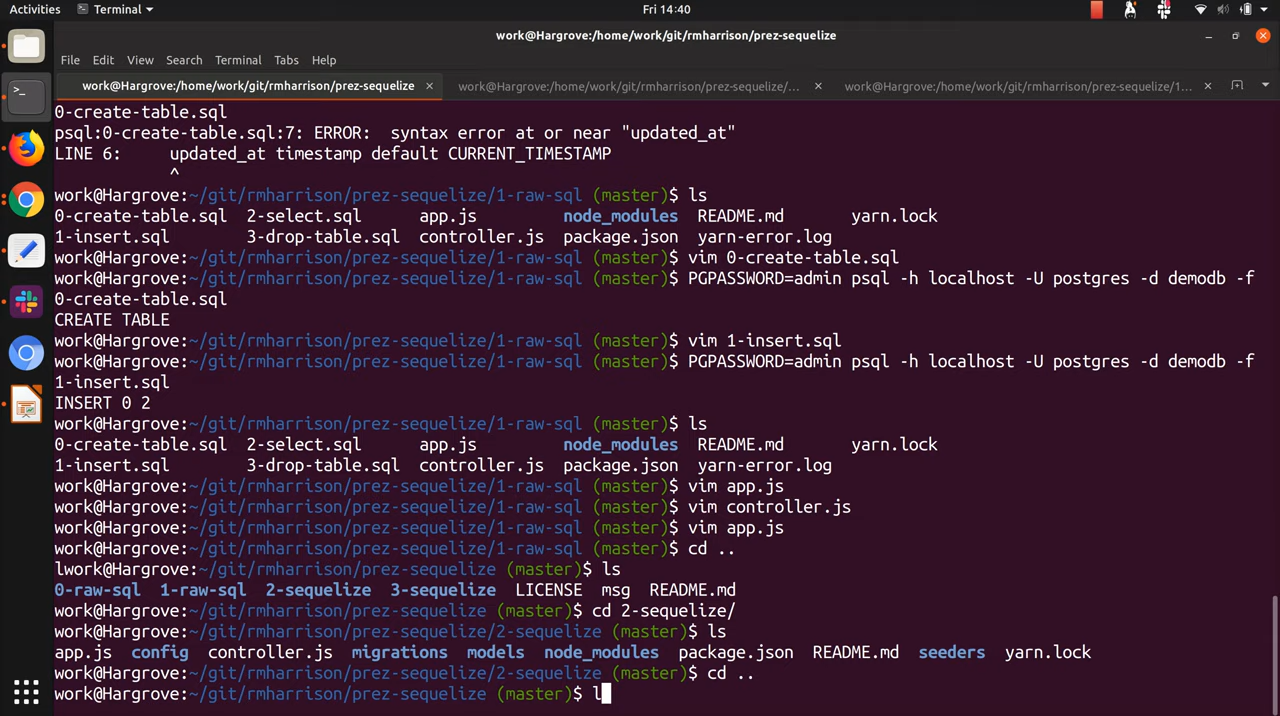 Activities Terminal Fri 14:40
work@Hargrove:/home/work/git/rmharrison/prez-sequelize
File Edit View Search Terminal Tabs Help
work@Hargrove:/home/work/git/rmharrison/prez-sequelize work@Hargrove:/home/work/git/rmharrison/prez-sequelize/... work@Hargrove:/home/work/git/rmharrison/prez-sequelize/1...
0-create-table.sql
psql:0-create-table.sql:7: ERROR:  syntax error at or near "updated_at"
LINE 6:     updated_at timestamp default CURRENT_TIMESTAMP
            ^
work@Hargrove:~/git/rmharrison/prez-sequelize/1-raw-sql (master)$ ls
0-create-table.sql  2-select.sql      app.js         node_modules  README.md       yarn.lock
1-insert.sql        3-drop-table.sql  controller.js  package.json  yarn-error.log
work@Hargrove:~/git/rmharrison/prez-sequelize/1-raw-sql (master)$ vim 0-create-table.sql
work@Hargrove:~/git/rmharrison/prez-sequelize/1-raw-sql (master)$ PGPASSWORD=admin psql -h localhost -U postgres -d demodb -f
0-create-table.sql
CREATE TABLE
work@Hargrove:~/git/rmharrison/prez-sequelize/1-raw-sql (master)$ vim 1-insert.sql
work@Hargrove:~/git/rmharrison/prez-sequelize/1-raw-sql (master)$ PGPASSWORD=admin psql -h localhost -U postgres -d demodb -f
1-insert.sql
INSERT 0 2
work@Hargrove:~/git/rmharrison/prez-sequelize/1-raw-sql (master)$ ls
0-create-table.sql  2-select.sql      app.js         node_modules  README.md       yarn.lock
1-insert.sql        3-drop-table.sql  controller.js  package.json  yarn-error.log
work@Hargrove:~/git/rmharrison/prez-sequelize/1-raw-sql (master)$ vim app.js
work@Hargrove:~/git/rmharrison/prez-sequelize/1-raw-sql (master)$ vim controller.js
work@Hargrove:~/git/rmharrison/prez-sequelize/1-raw-sql (master)$ vim app.js
work@Hargrove:~/git/rmharrison/prez-sequelize/1-raw-sql (master)$ cd ..
lwork@Hargrove:~/git/rmharrison/prez-sequelize (master)$ ls
0-raw-sql  1-raw-sql  2-sequelize  3-sequelize  LICENSE  msg  README.md
work@Hargrove:~/git/rmharrison/prez-sequelize (master)$ cd 2-sequelize/
work@Hargrove:~/git/rmharrison/prez-sequelize/2-sequelize (master)$ ls
app.js  config  controller.js  migrations  models  node_modules  package.json  README.md  seeders  yarn.lock
work@Hargrove:~/git/rmharrison/prez-sequelize/2-sequelize (master)$ cd ..
work@Hargrove:~/git/rmharrison/prez-sequelize (master)$ l